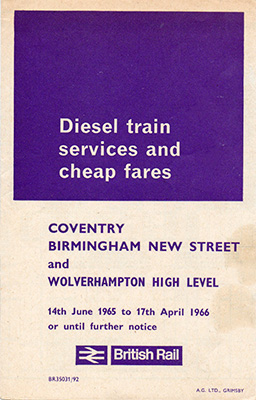 Diesel train
services and
cheap fares
COVENTRY
BIRMINGHAM NEW STREET
and
WOLVERHAMPTON HIGH LEVEL
14th June 1965 to 17th April 1966
or until further notice
British Rail
BR35031/92
A.G. LTD., GRIMSBY